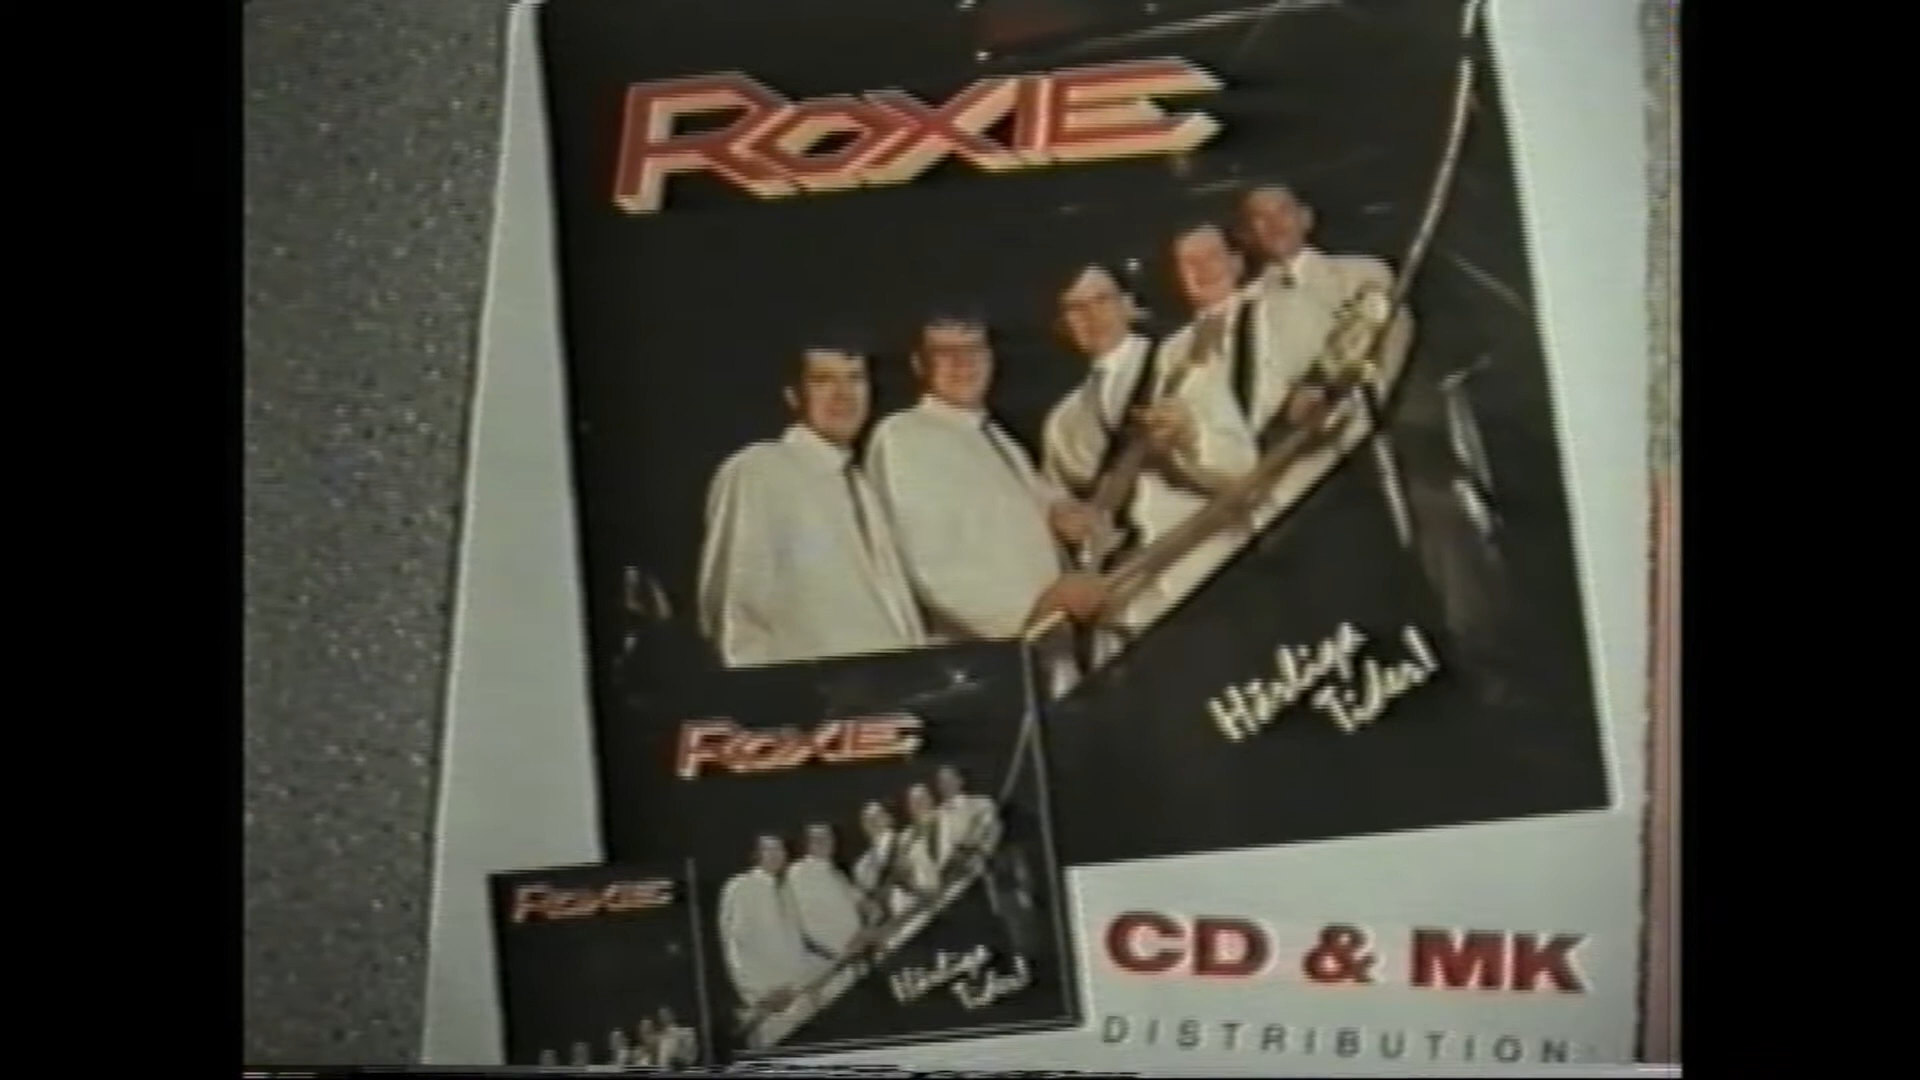 ROXIE
Härliga
Tider!
ROXIE
Härliga
Tider!
ROXIE
CD & MK
DISTRIBUTION